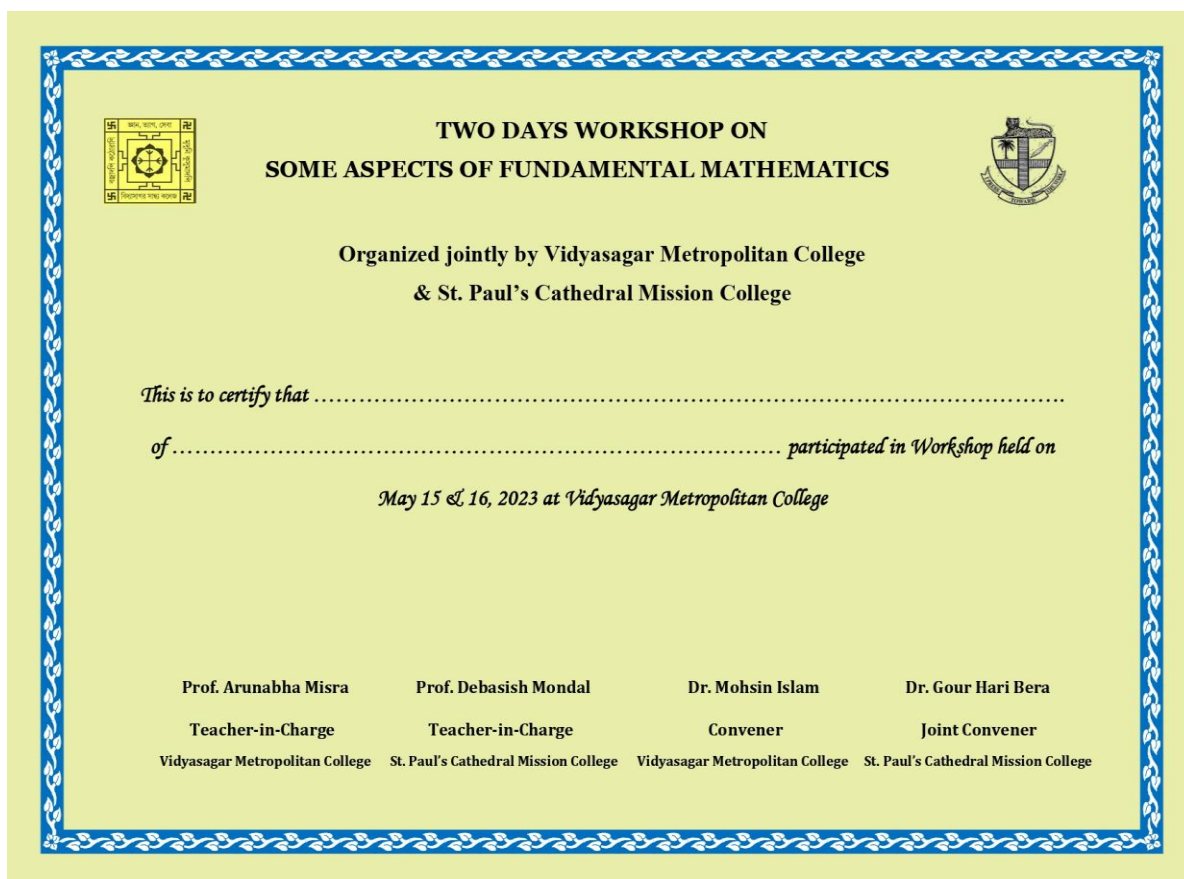 জ্ঞান, ত্যাগ, সেবা
বিদ্যাসাগর সান্ধ্য কলেজ
TWO DAYS WORKSHOP ON
SOME ASPECTS OF FUNDAMENTAL MATHEMATICS
TOWARD
Organized jointly by Vidyasagar Metropolitan College
& St. Paul’s Cathedral Mission College
This is to certify that ……………………………………………………………………………………….
of ……………………………………………………………………… participated in Workshop held on
May 15 & 16, 2023 at Vidyasagar Metropolitan College
Prof. Arunabha Misra Prof. Debasish Mondal Dr. Mohsin Islam Dr. Gour Hari Bera
Teacher-in-Charge Teacher-in-Charge Convener Joint Convener
Vidyasagar Metropolitan College St. Paul’s Cathedral Mission College Vidyasagar Metropolitan College St. Paul’s Cathedral Mission College